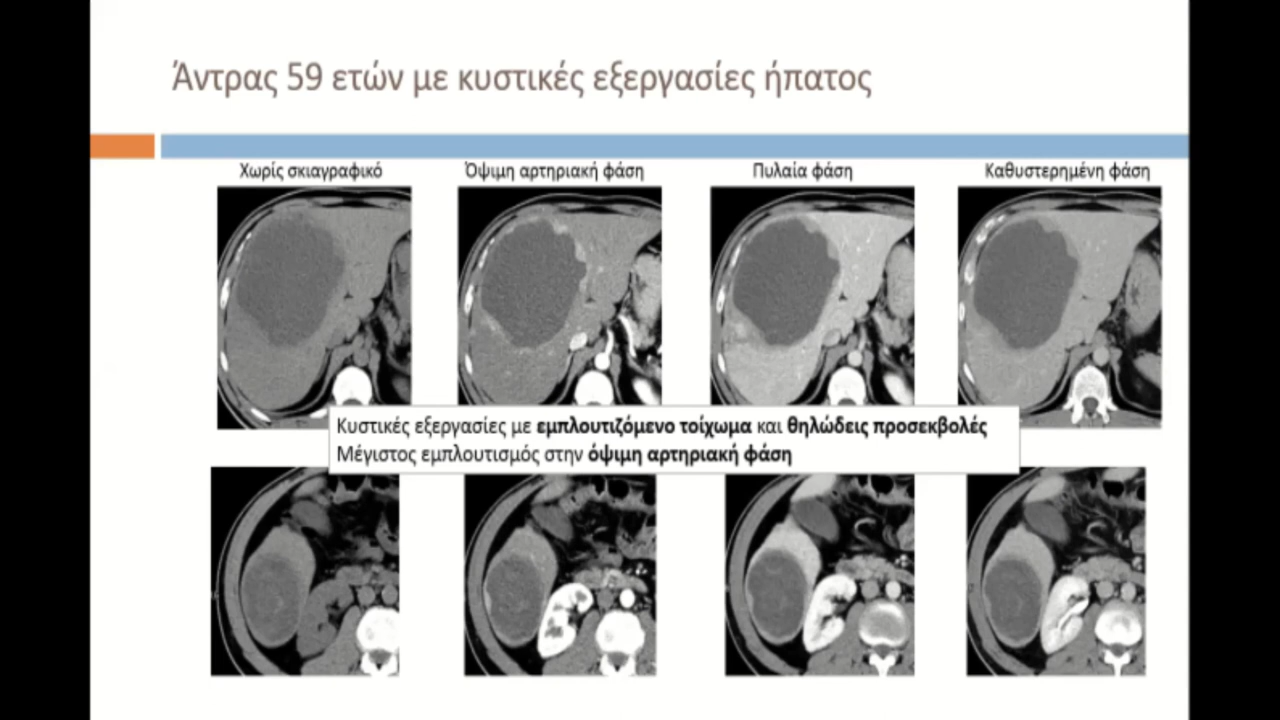 Άντρας 59 ετών με κυστικές εξεργασίες ήπατος
Χωρίς σκιαγραφικό
Όψιμη αρτηριακή φάση
Πυλαία φάση
Καθυστερημένη φάση
Κυστικές εξεργασίες με εμπλουτιζόμενο τοίχωμα και θηλώδεις προσεκβολές
Μέγιστος εμπλουτισμός στην όψιμη αρτηριακή φάση